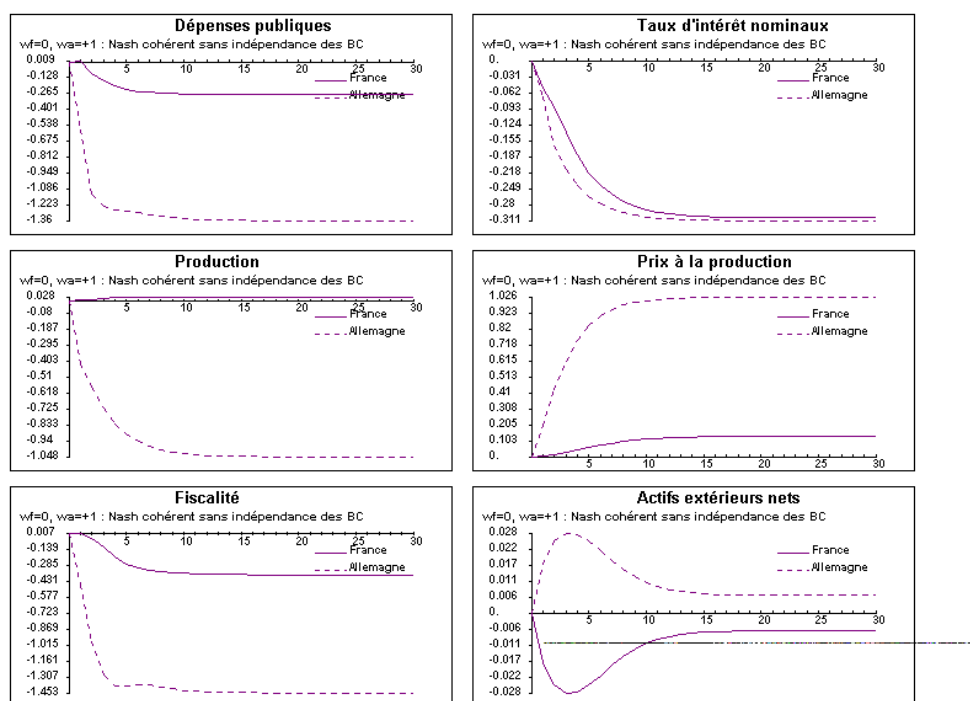 Dépenses publiques
wf=0, wa=+1 : Nash cohérent sans indépendance des BC
0.009
-0.128
-0.265
-0.401
-0.538
-0.675
-0.812
-0.949
-1.086
-1.223
-1.36
5 10 15 20 25 30
France
Allemagne
Taux d'intérêt nominaux
wf=0, wa=+1 : Nash cohérent sans indépendance des BC
0.
-0.031
-0.062
-0.093
-0.124
-0.155
-0.187
-0.218
-0.249
-0.28
-0.311
5 10 15 20 25 30
France
Allemagne
Production
wf=0, wa=+1 : Nash cohérent sans indépendance des BC
0.028
-0.08
-0.187
-0.295
-0.403
-0.51
-0.618
-0.725
-0.833
-0.94
-1.048
5 10 15 20 25 30
France
Allemagne
Prix à la production
wf=0, wa=+1 : Nash cohérent sans indépendance des BC
1.026
0.923
0.82
0.718
0.615
0.513
0.41
0.308
0.205
0.103
0.
5 10 15 20 25 30
France
Allemagne
Fiscalité
wf=0, wa=+1 : Nash cohérent sans indépendance des BC
0.007
-0.139
-0.285
-0.431
-0.577
-0.723
-0.869
-1.015
-1.161
-1.307
-1.453
5 10 15 20 25 30
France
Allemagne
Actifs extérieurs nets
wf=0, wa=+1 : Nash cohérent sans indépendance des BC
0.028
0.022
0.017
0.011
0.006
0.
-0.006
-0.011
-0.017
-0.022
-0.028
5 10 15 20 25 30
France
Allemagne